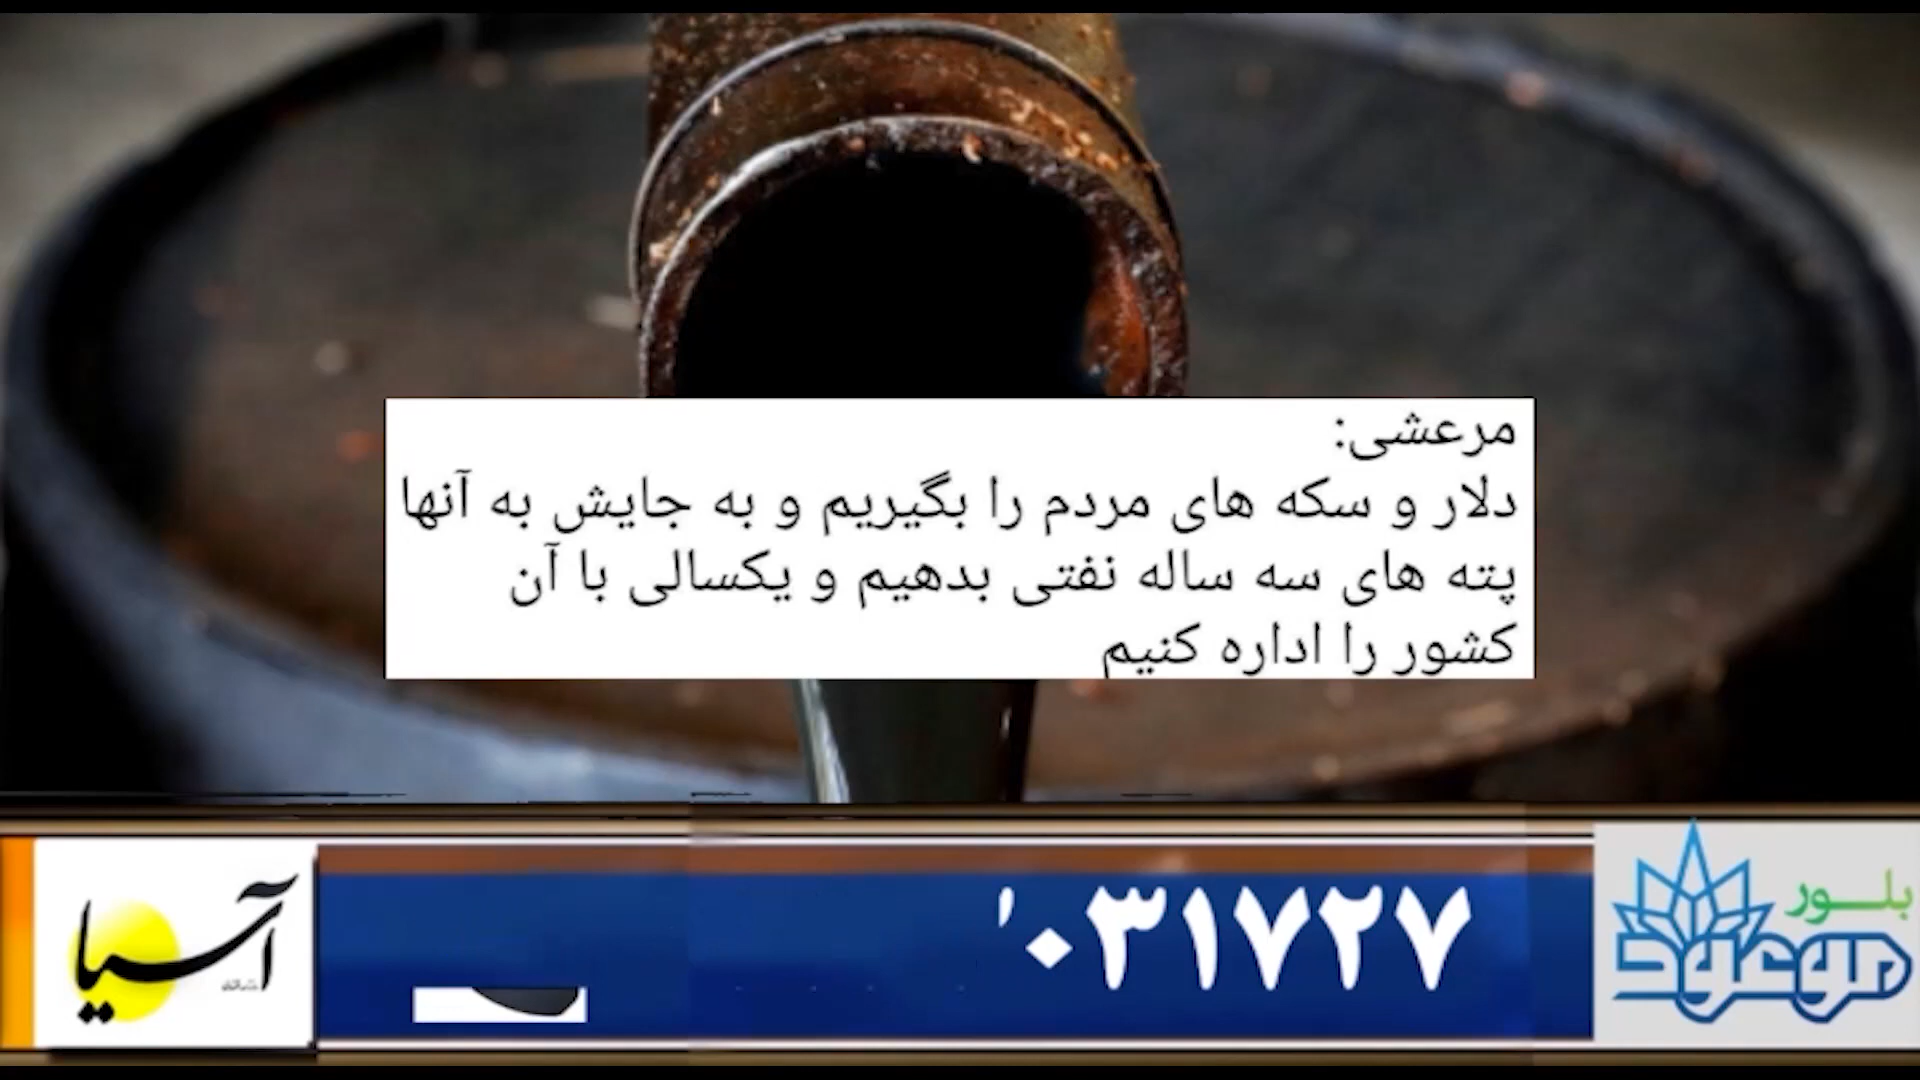 مرعشی:
دلار و سکه های مردم را بگیریم و به جایش به آنها
پته های سه ساله نفتی بدهیم و یکسالی با آن
کشور را اداره کنیم
آسیا
۰۳۱۷۲۷
بلور
موعود